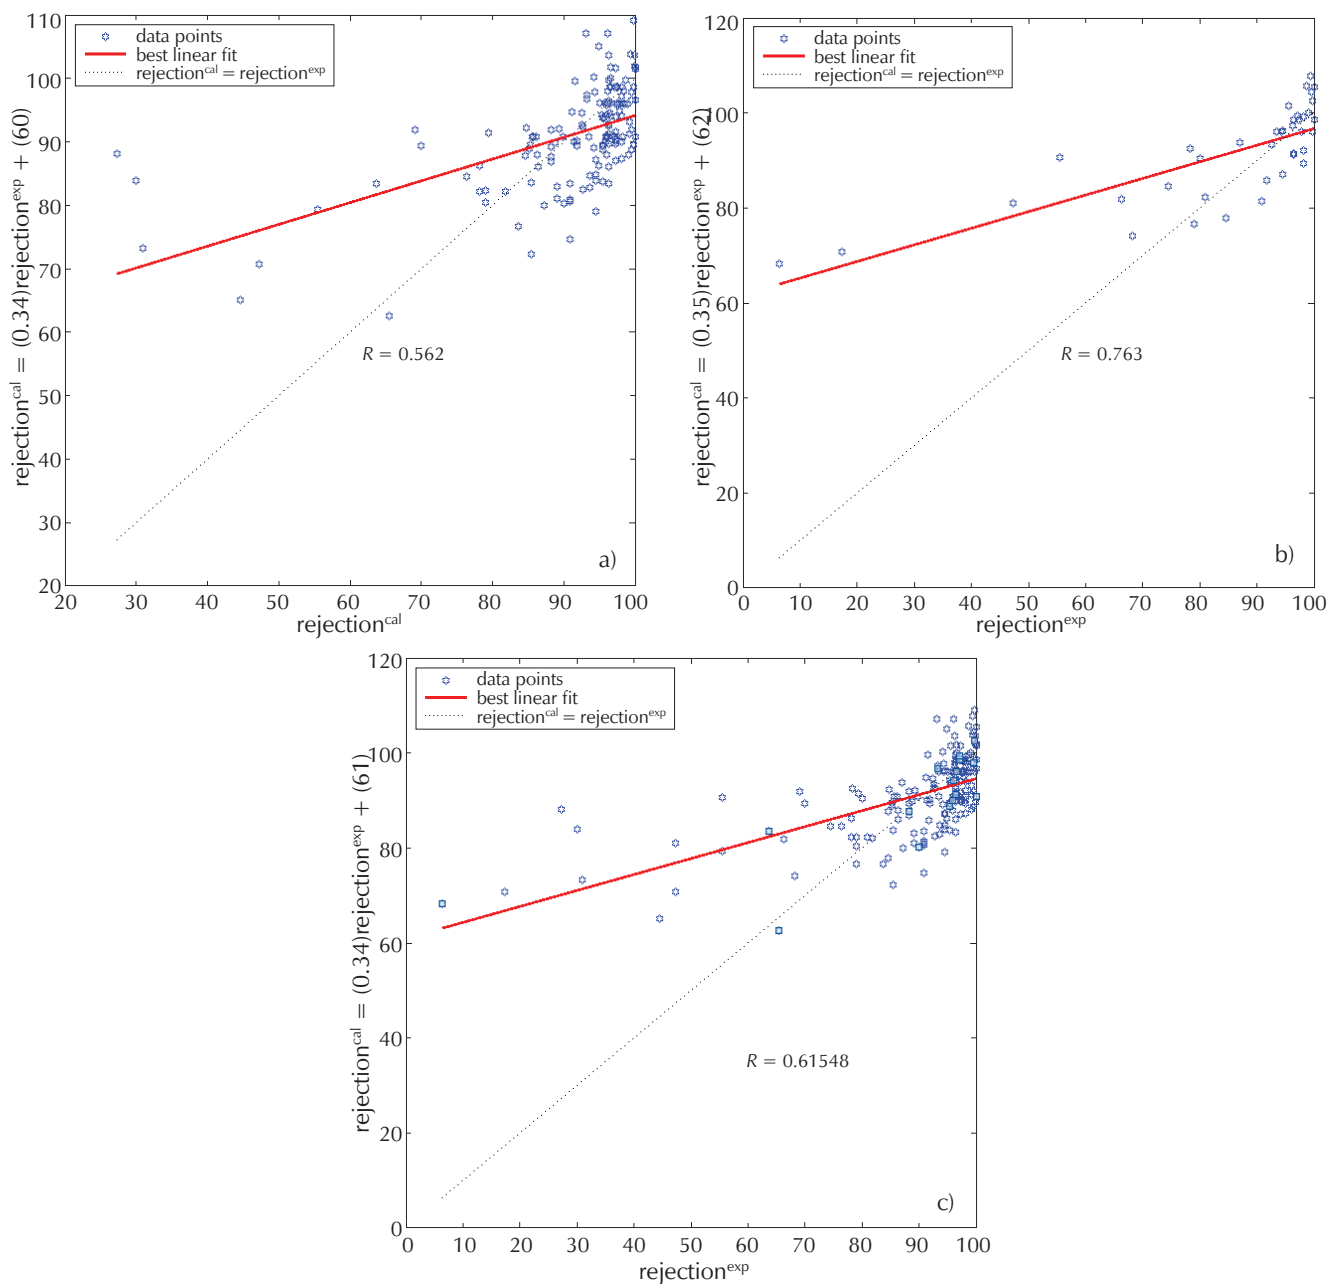 110
100
90
80
70
60
50
40
30
20
rejection^cal = (0.34)rejection^exp + (60)
data points
best linear fit
rejection^cal = rejection^exp
R = 0.562
a)
20 30 40 50 60 70 80 90 100
rejection^cal
120
100
80
60
40
20
0
rejection^cal = (0.35)rejection^exp + (62)
data points
best linear fit
rejection^cal = rejection^exp
R = 0.763
b)
0 10 20 30 40 50 60 70 80 90 100
rejection^exp
120
100
80
60
40
20
0
rejection^cal = (0.34)rejection^exp + (61)
data points
best linear fit
rejection^cal = rejection^exp
R = 0.61548
c)
0 10 20 30 40 50 60 70 80 90 100
rejection^exp